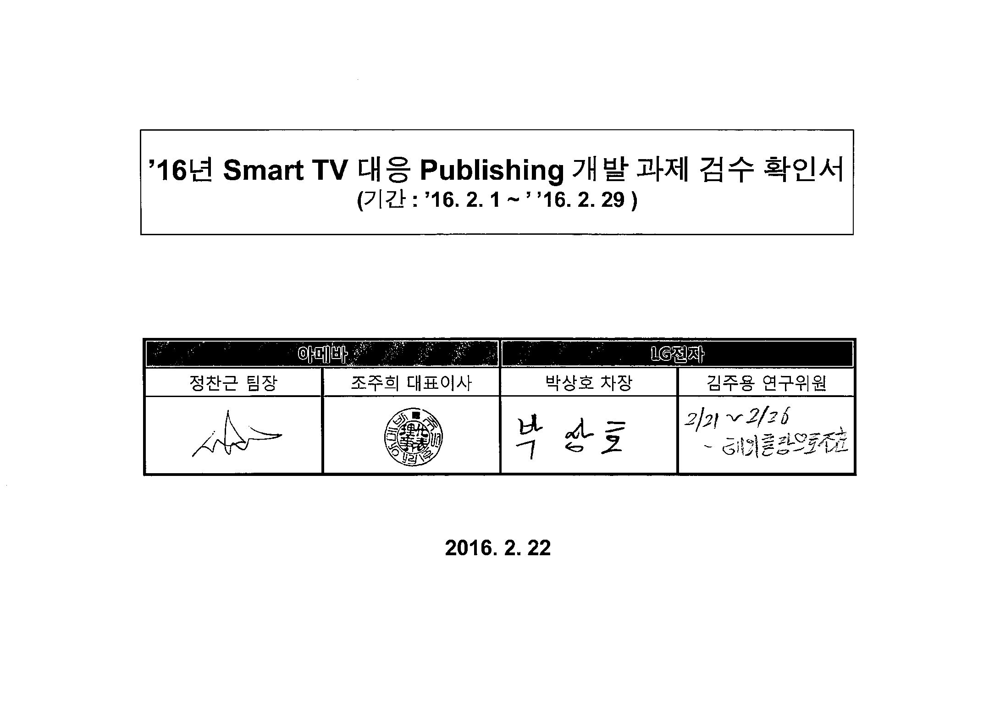 ’16년 Smart TV 대응 Publishing 개발 과제 검수 확인서
(기간 : ’16. 2. 1 ~ ’ ’16. 2. 29 )
아메바 LG전자
정찬근 팀장 조주희 대표이사 박상호 차장 김주용 연구위원
박 상 호
2/21 ~ 2/26
- 해외출장으로
2016. 2. 22